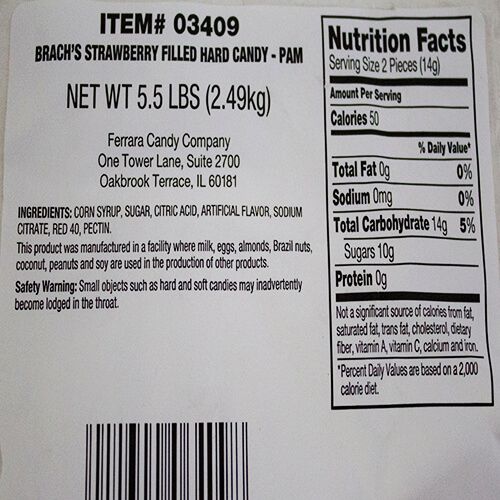 ITEM# 03409
BRACH'S STRAWBERRY FILLED HARD CANDY - PAM
NET WT 5.5 LBS (2.49kg)
Ferrara Candy Company
One Tower Lane, Suite 2700
Oakbrook Terrace, IL 60181
INGREDIENTS: CORN SYRUP, SUGAR, CITRIC ACID, ARTIFICIAL FLAVOR, SODIUM
CITRATE, RED 40, PECTIN.
This product was manufactured in a facility where milk, eggs, almonds, Brazil nuts,
coconut, peanuts and soy are used in the production of other products.
Safety Warning: Small objects such as hard and soft candies may inadvertently
become lodged in the throat.
Nutrition Facts
Serving Size 2 Pieces (14g)
Amount Per Serving
Calories 50
% Daily Value*
Total Fat 0g 0%
Sodium 0mg 0%
Total Carbohydrate 14g 5%
Sugars 10g
Protein 0g
Not a significant source of calories from fat,
saturated fat, trans fat, cholesterol, dietary
fiber, vitamin A, vitamin C, calcium and iron.
*Percent Daily Values are based on a 2,000
calorie diet.